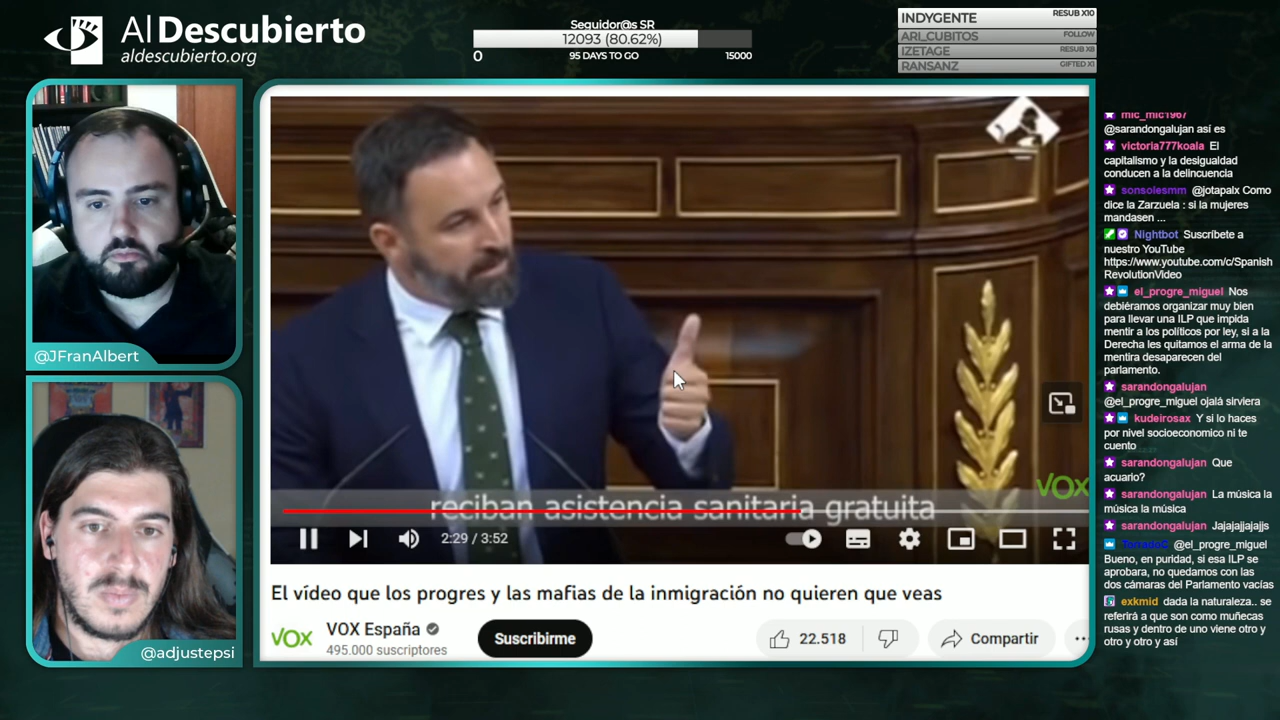 Al Descubierto
aldescubierto.org
Seguidor@s SR
12093 (80.62%)
0
95 DAYS TO GO
15000
INDYGENTE
RESUB X10
ARI_CUBITOS
FOLLOW
IZETAGE
RESUB X8
RANSANZ
GIFTED X1
@JFranAlbert
@adjustepsi
reciban asistencia sanitaria gratuita
VOX
2:29 / 3:52
El vídeo que los progres y las mafias de la inmigración no quieren que veas
VOX
VOX España
495.000 suscriptores
Suscribirme
22.518
Compartir
mic_mic1967
@sarandongalujan así es
victoria777koala El
capitalismo y la desigualdad
conducen a la delincuencia
sonsolesmm @jotapalx Como
dice la Zarzuela : si la mujeres
mandasen ...
Nightbot Suscríbete a
nuestro YouTube
https://www.youtube.com/c/Spanish
RevolutionVideo
el_progre_miguel Nos
debiéramos organizar muy bien
para llevar una ILP que impida
mentir a los políticos por ley, si a la
Derecha les quitamos el arma de la
mentira desaparecen del
parlamento.
sarandongalujan
@el_progre_miguel ojalá sirviera
kudeirosax Y si lo haces
por nivel socioeconomico ni te
cuento
sarandongalujan Que
acuario?
sarandongalujan La música la
música la música
sarandongalujan Jajajajjajajjs
@el_progre_miguel
Bueno, en puridad, si esa ILP se
aprobara, no quedamos con las
dos cámaras del Parlamento vacías
exkmid dada la naturaleza.. se
referirá a que son como muñecas
rusas y dentro de uno viene otro y
otro y otro y así